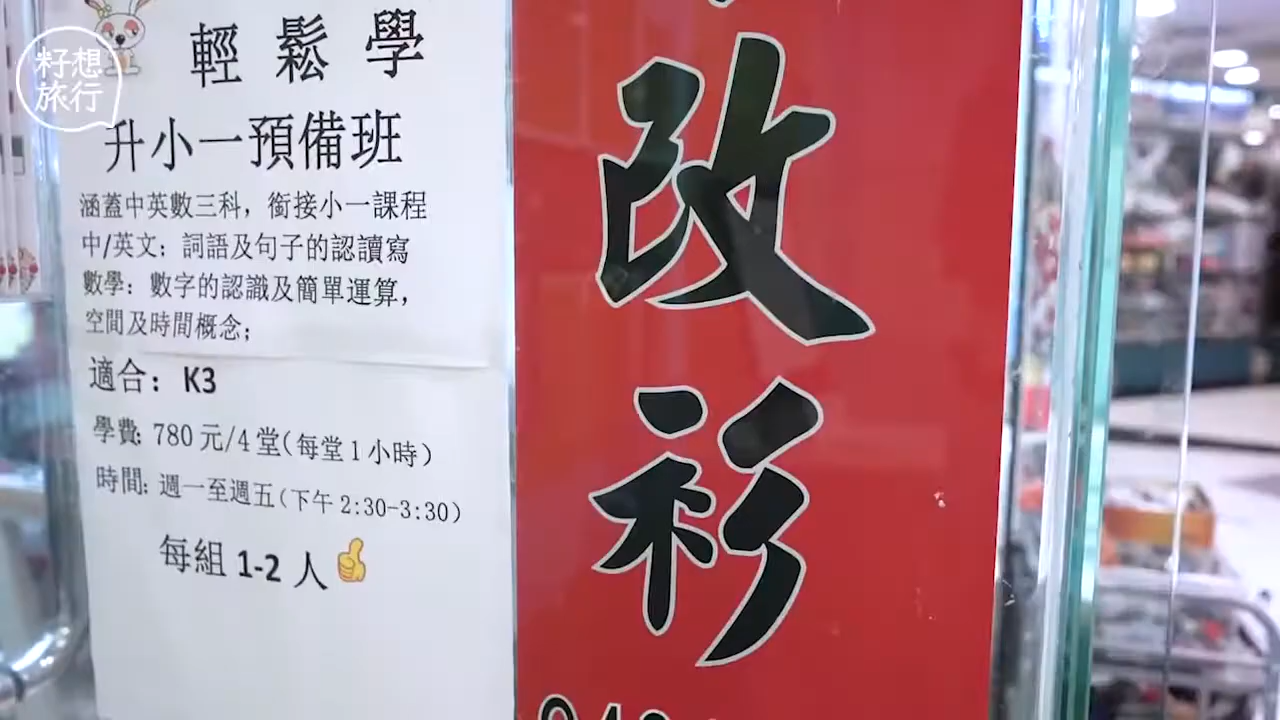 籽想
旅行
輕鬆學
升小一預備班
涵蓋中英數三科，銜接小一課程
中/英文：詞語及句子的認讀寫
數學：數字的認識及簡單運算，
空間及時間概念；
適合：K3
學費：780元/4堂（每堂1小時）
時間：週一至週五（下午2:30-3:30）
每組1-2人
改
衫